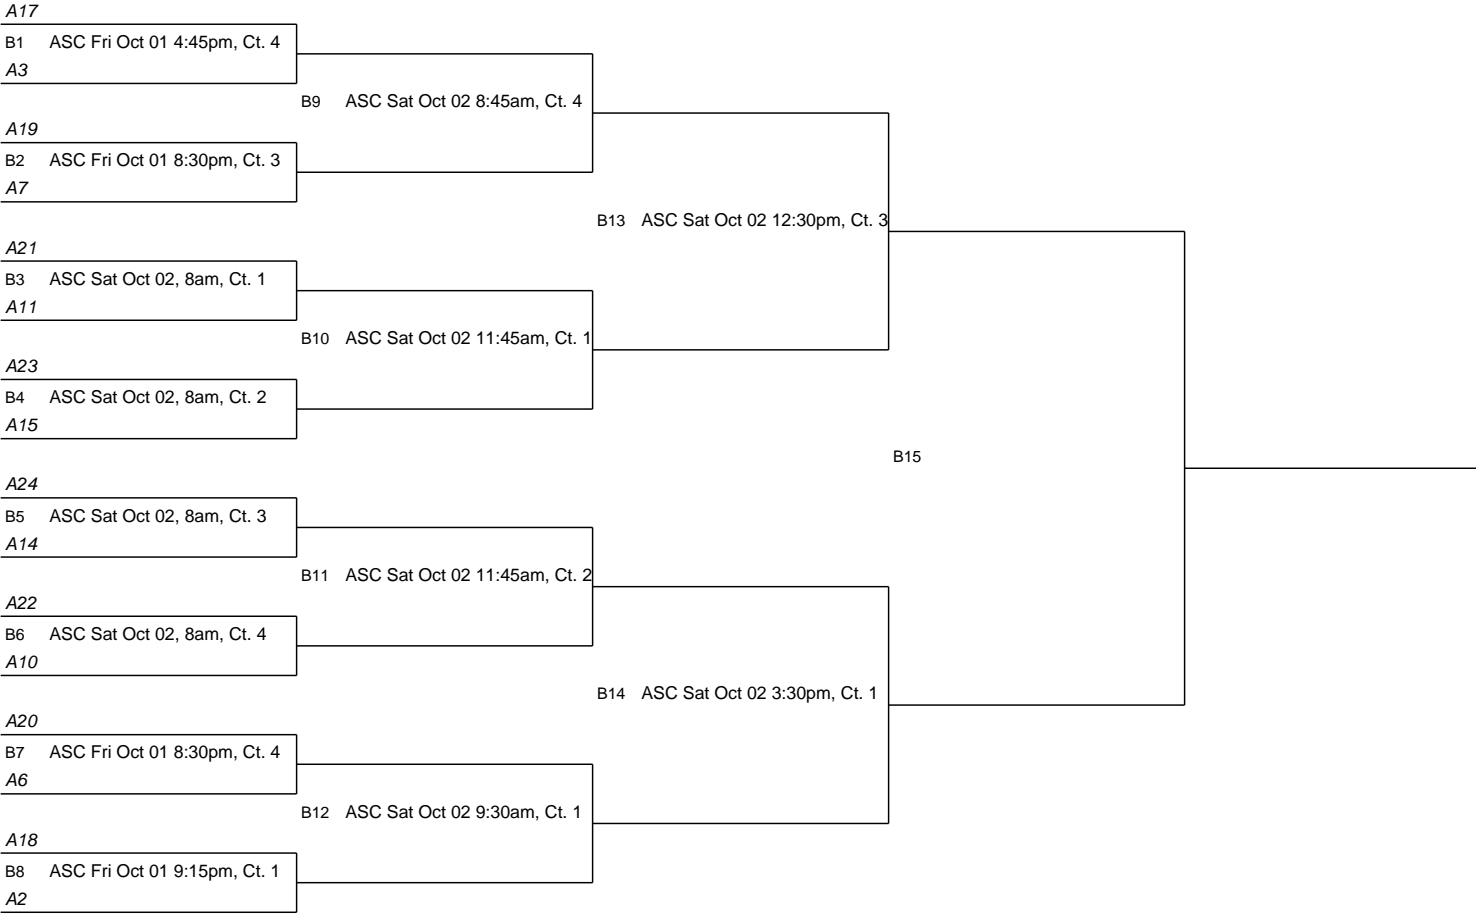 A17
B1 ASC Fri Oct 01 4:45pm, Ct. 4
A3
B9 ASC Sat Oct 02 8:45am, Ct. 4
A19
B2 ASC Fri Oct 01 8:30pm, Ct. 3
A7
B13 ASC Sat Oct 02 12:30pm, Ct. 3
A21
B3 ASC Sat Oct 02, 8am, Ct. 1
A11
B10 ASC Sat Oct 02 11:45am, Ct. 1
A23
B4 ASC Sat Oct 02, 8am, Ct. 2
A15
B15
A24
B5 ASC Sat Oct 02, 8am, Ct. 3
A14
B11 ASC Sat Oct 02 11:45am, Ct. 2
A22
B6 ASC Sat Oct 02, 8am, Ct. 4
A10
B14 ASC Sat Oct 02 3:30pm, Ct. 1
A20
B7 ASC Fri Oct 01 8:30pm, Ct. 4
A6
B12 ASC Sat Oct 02 9:30am, Ct. 1
A18
B8 ASC Fri Oct 01 9:15pm, Ct. 1
A2